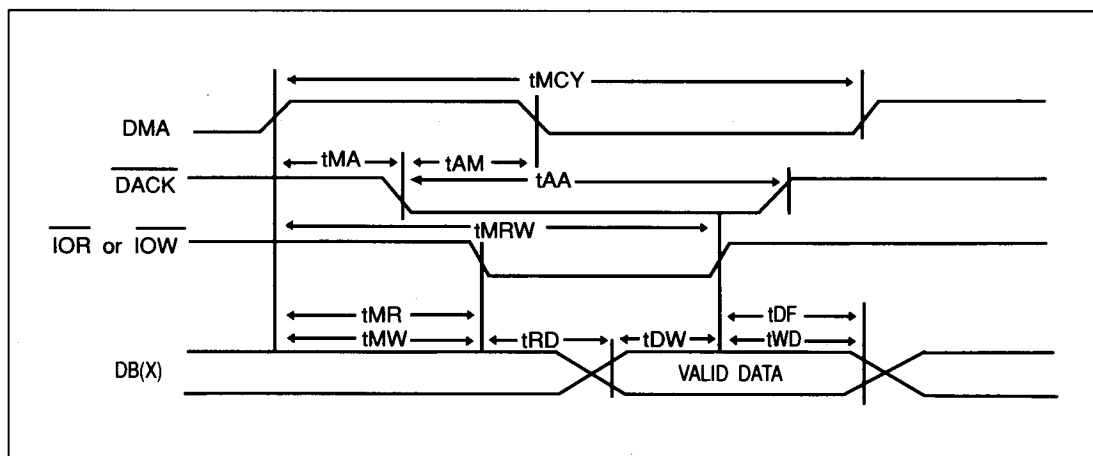 tMCY
DMA
tMA tAM
tAA
DACK
tMRW
IOR or IOW
tMR tDF
tMW tRD tDW tWD
DB(X) VALID DATA